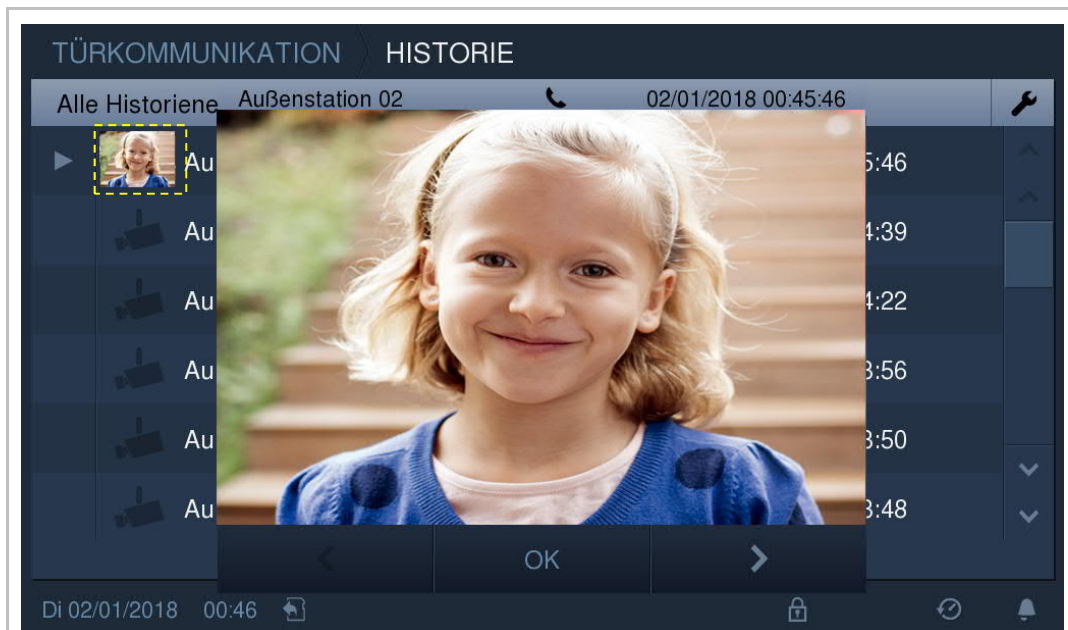 TÜRKOMMUNIKATION HISTORIE
Alle Historiene Außenstation 02 02/01/2018 00:45:46
Au 5:46
Au 4:39
Au 4:22
Au 3:56
Au 3:50
Au 3:48
OK
Di 02/01/2018 00:46